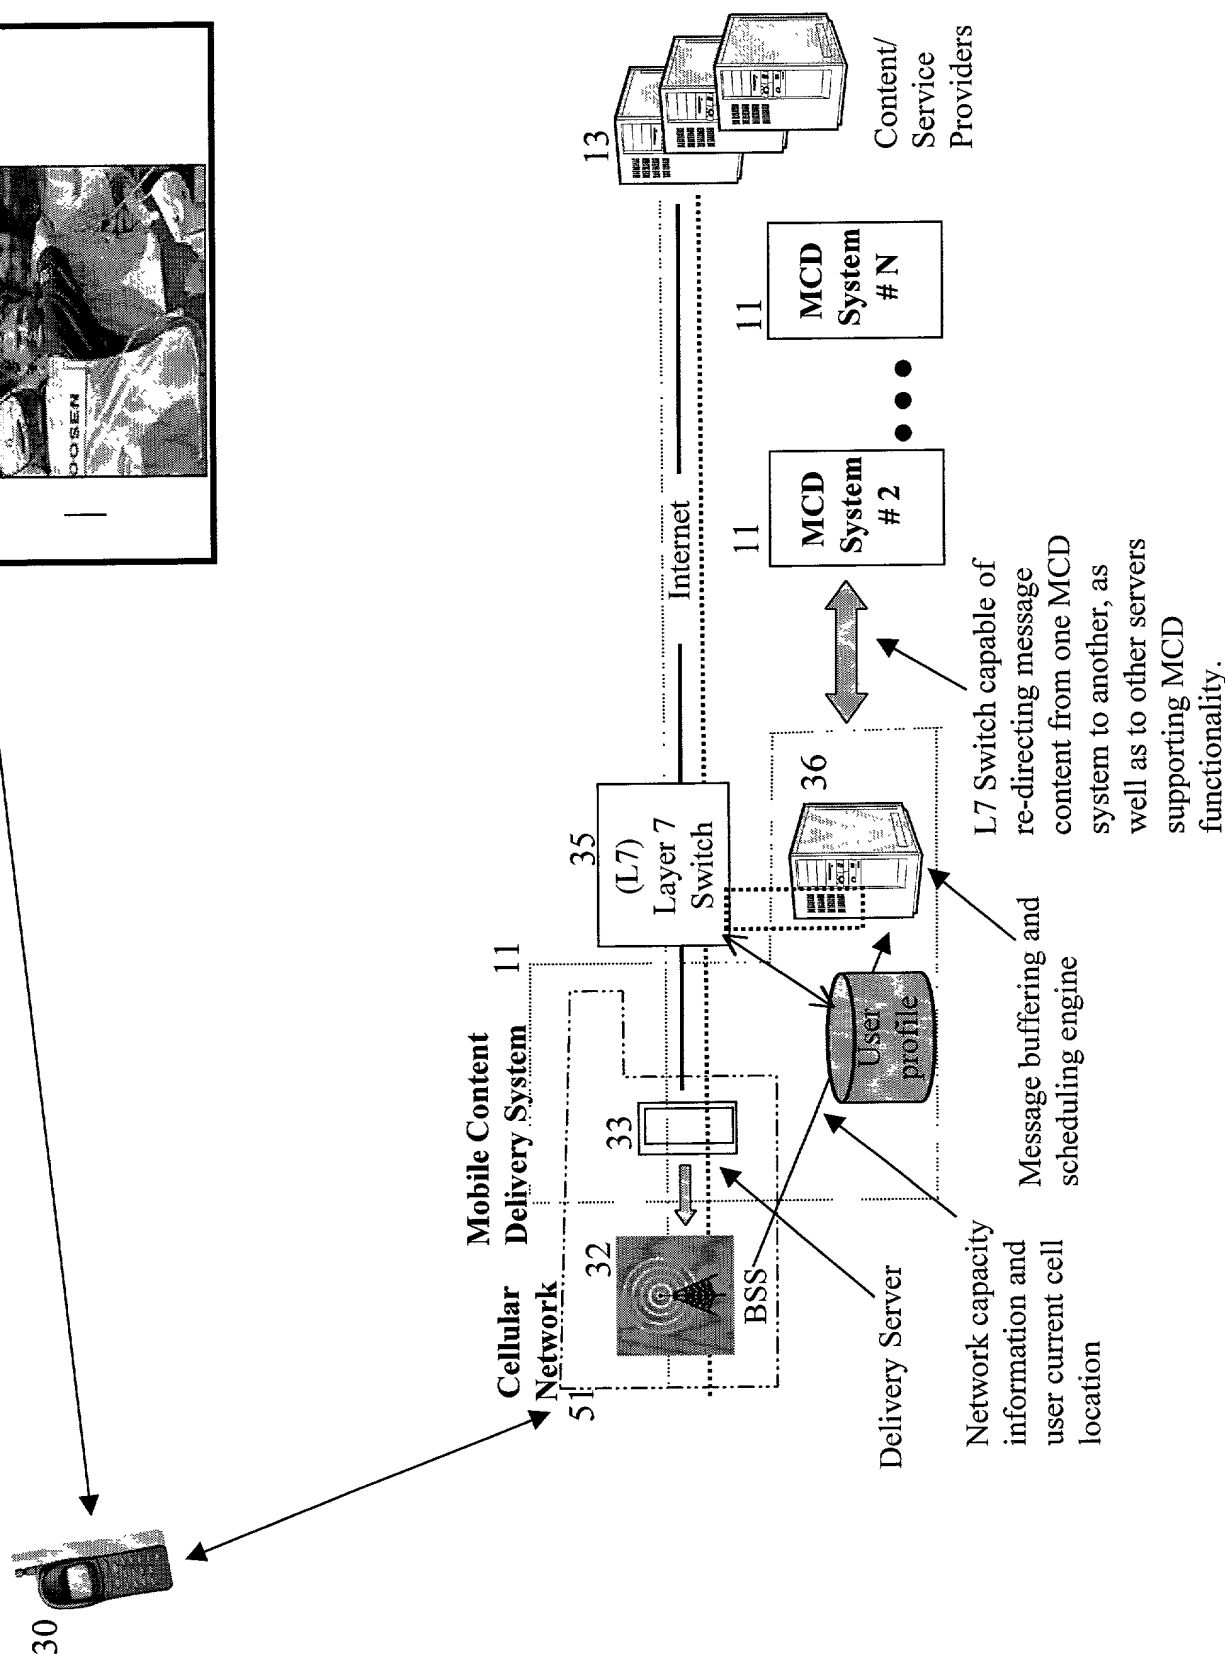 OOSEN
30
Cellular
Network
51
Mobile Content
Delivery System
11
32
33
BSS
35
(L7)
Layer 7
Switch
Internet
13
Content/
Service
Providers
36
User
profile
11
MCD
System
# 2
11
MCD
System
# N
Delivery Server
Network capacity
information and
user current cell
location
Message buffering and
scheduling engine
L7 Switch capable of
re-directing message
content from one MCD
system to another, as
well as to other servers
supporting MCD
functionality.